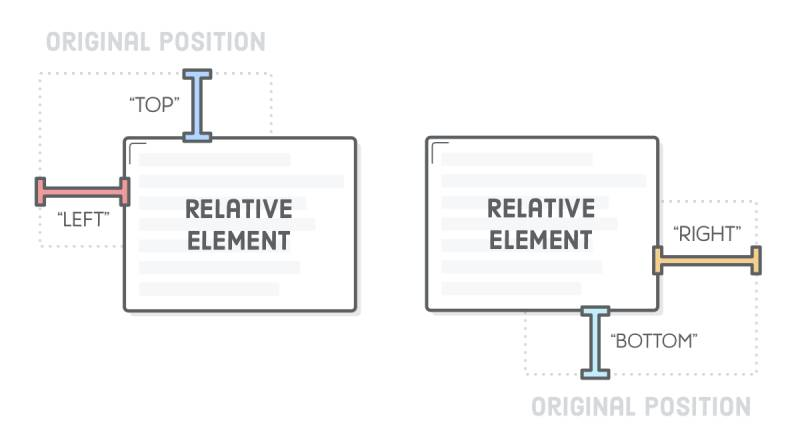 ORIGINAL POSITION
“TOP”
“LEFT”
RELATIVE
ELEMENT
RELATIVE
ELEMENT
“RIGHT”
“BOTTOM”
ORIGINAL POSITION